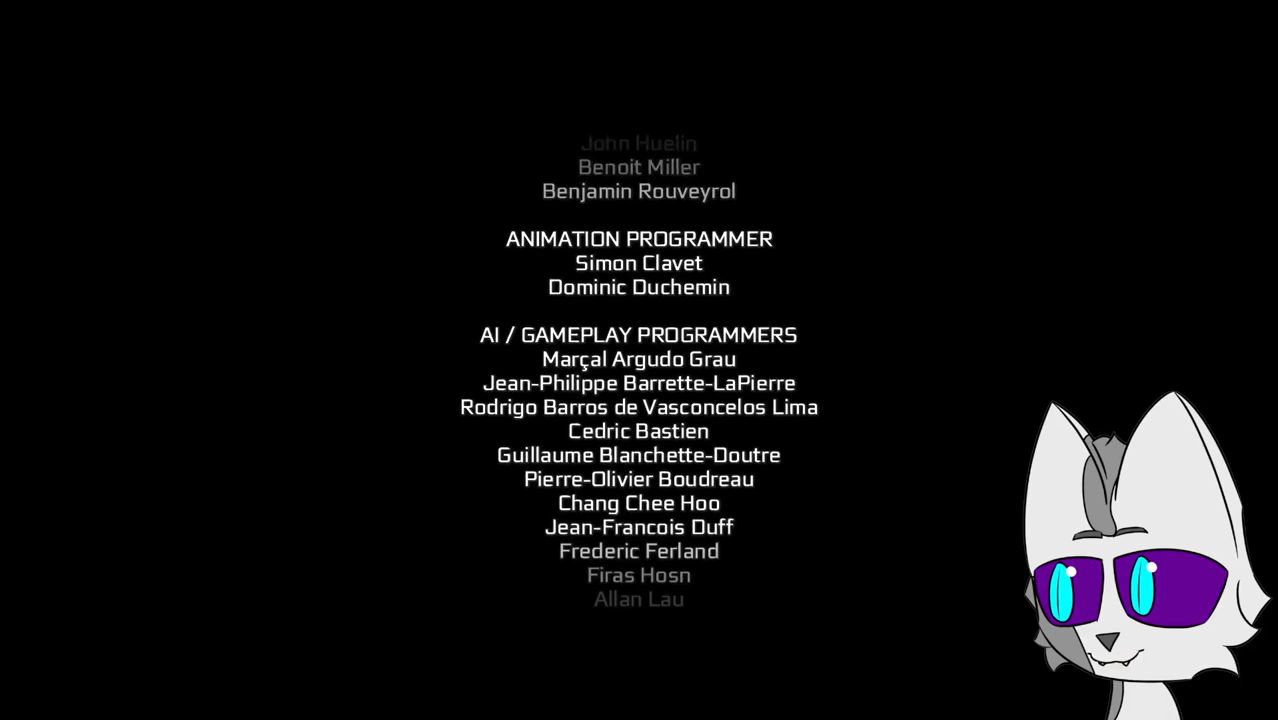 John Huelin
Benoit Miller
Benjamin Rouveyrol
ANIMATION PROGRAMMER
Simon Clavet
Dominic Duchemin
AI / GAMEPLAY PROGRAMMERS
Marçal Argudo Grau
Jean-Philippe Barrette-LaPierre
Rodrigo Barros de Vasconcelos Lima
Cedric Bastien
Guillaume Blanchette-Doutre
Pierre-Olivier Boudreau
Chang Chee Hoo
Jean-Francois Duff
Frederic Ferland
Firas Hosn
Allan Lau